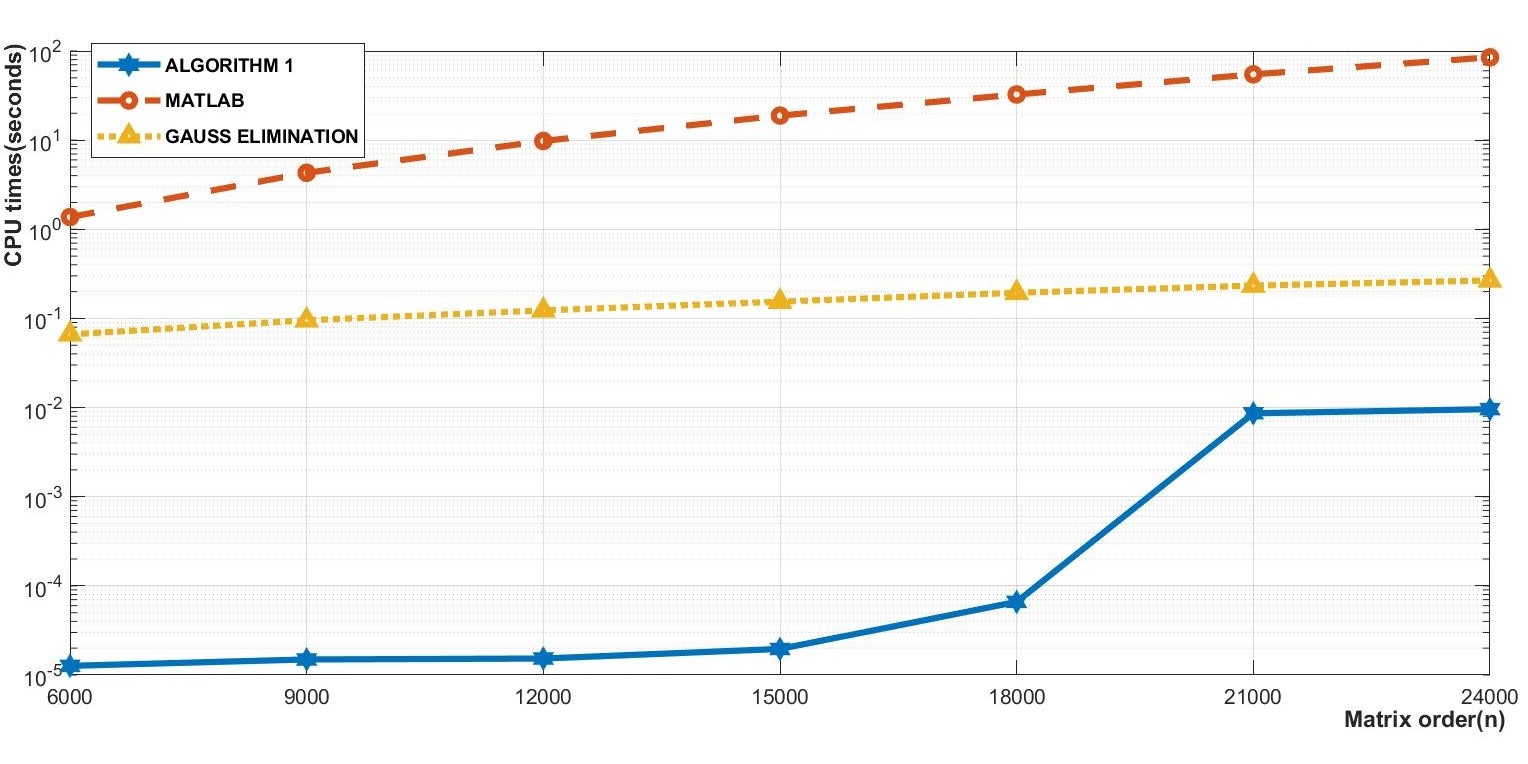 ALGORITHM 1
MATLAB
GAUSS ELIMINATION
CPU times(seconds)
10^2
10^1
10^0
10^-1
10^-2
10^-3
10^-4
10^-5
6000 9000 12000 15000 18000 21000 24000
Matrix order(n)